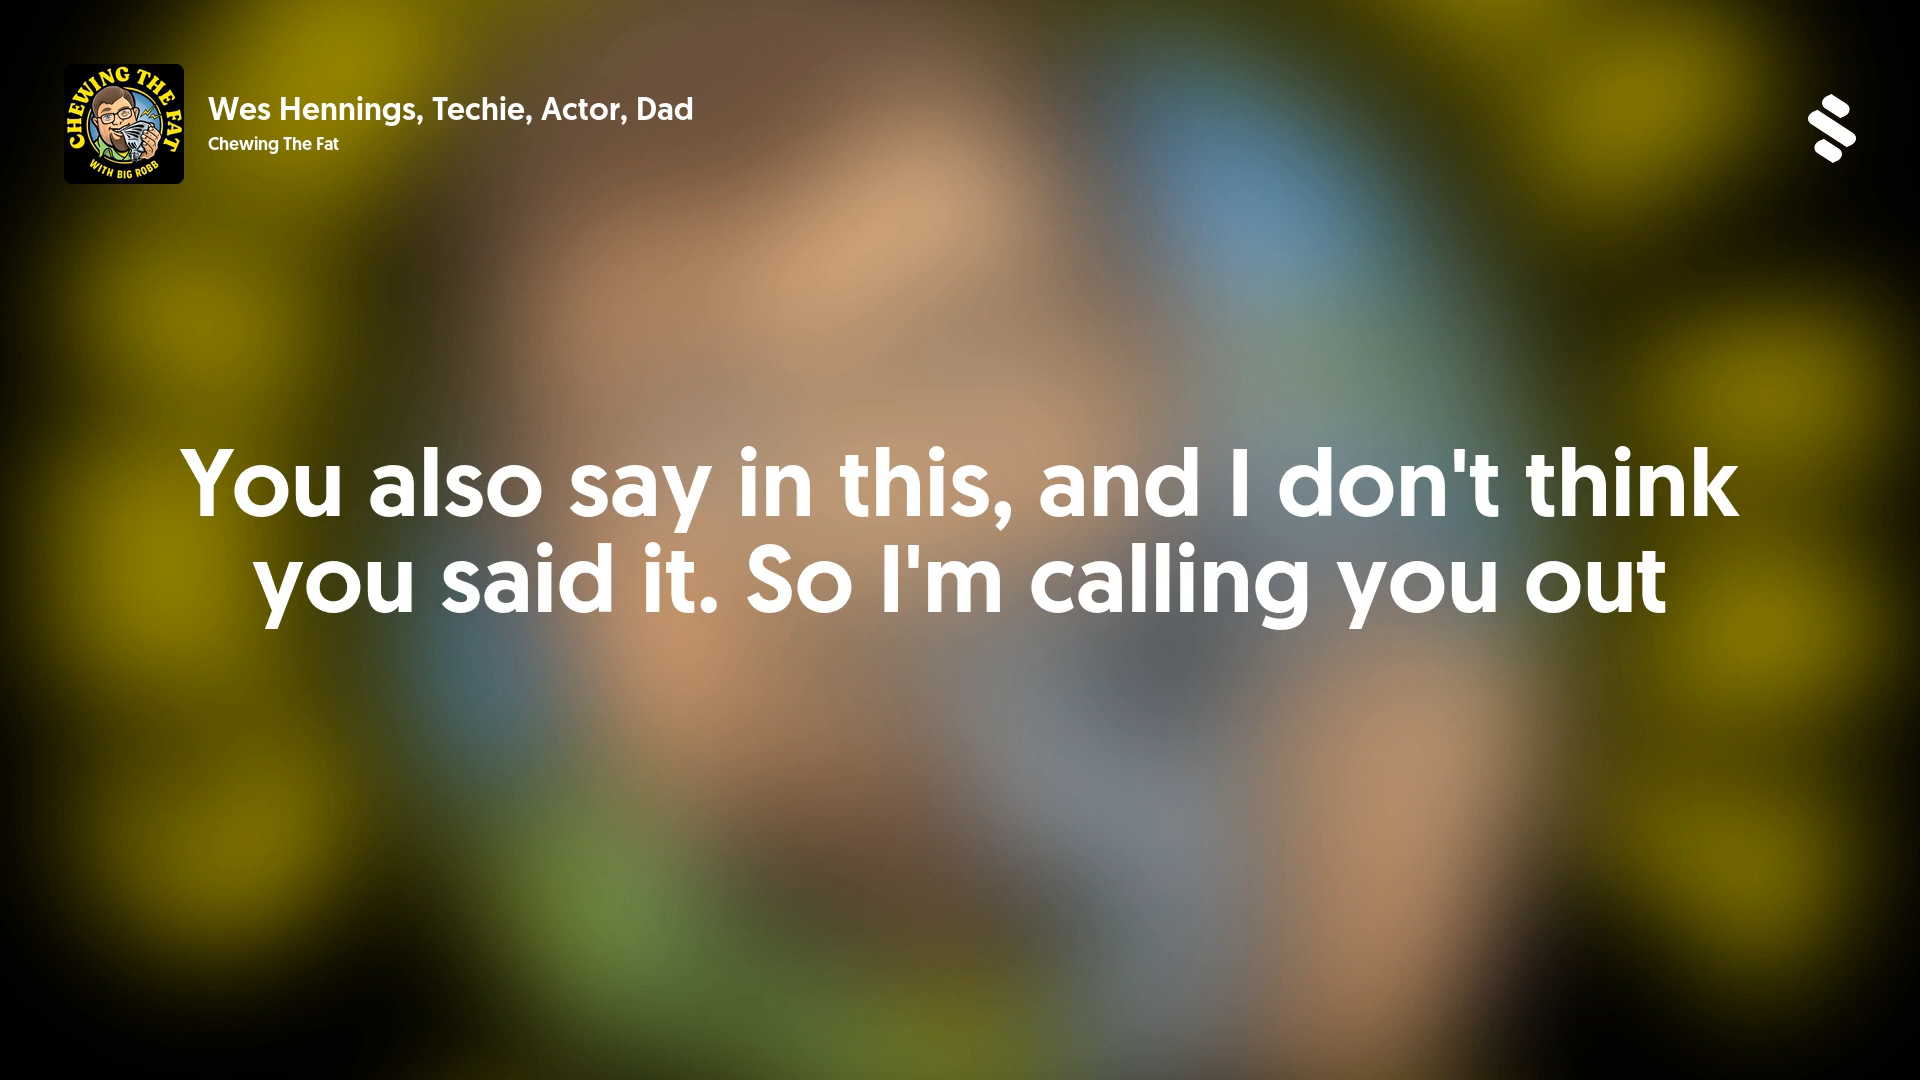 CHEWING THE FAT
WITH BIG ROBB
Wes Hennings, Techie, Actor, Dad
Chewing The Fat
You also say in this, and I don't think
you said it. So I'm calling you out